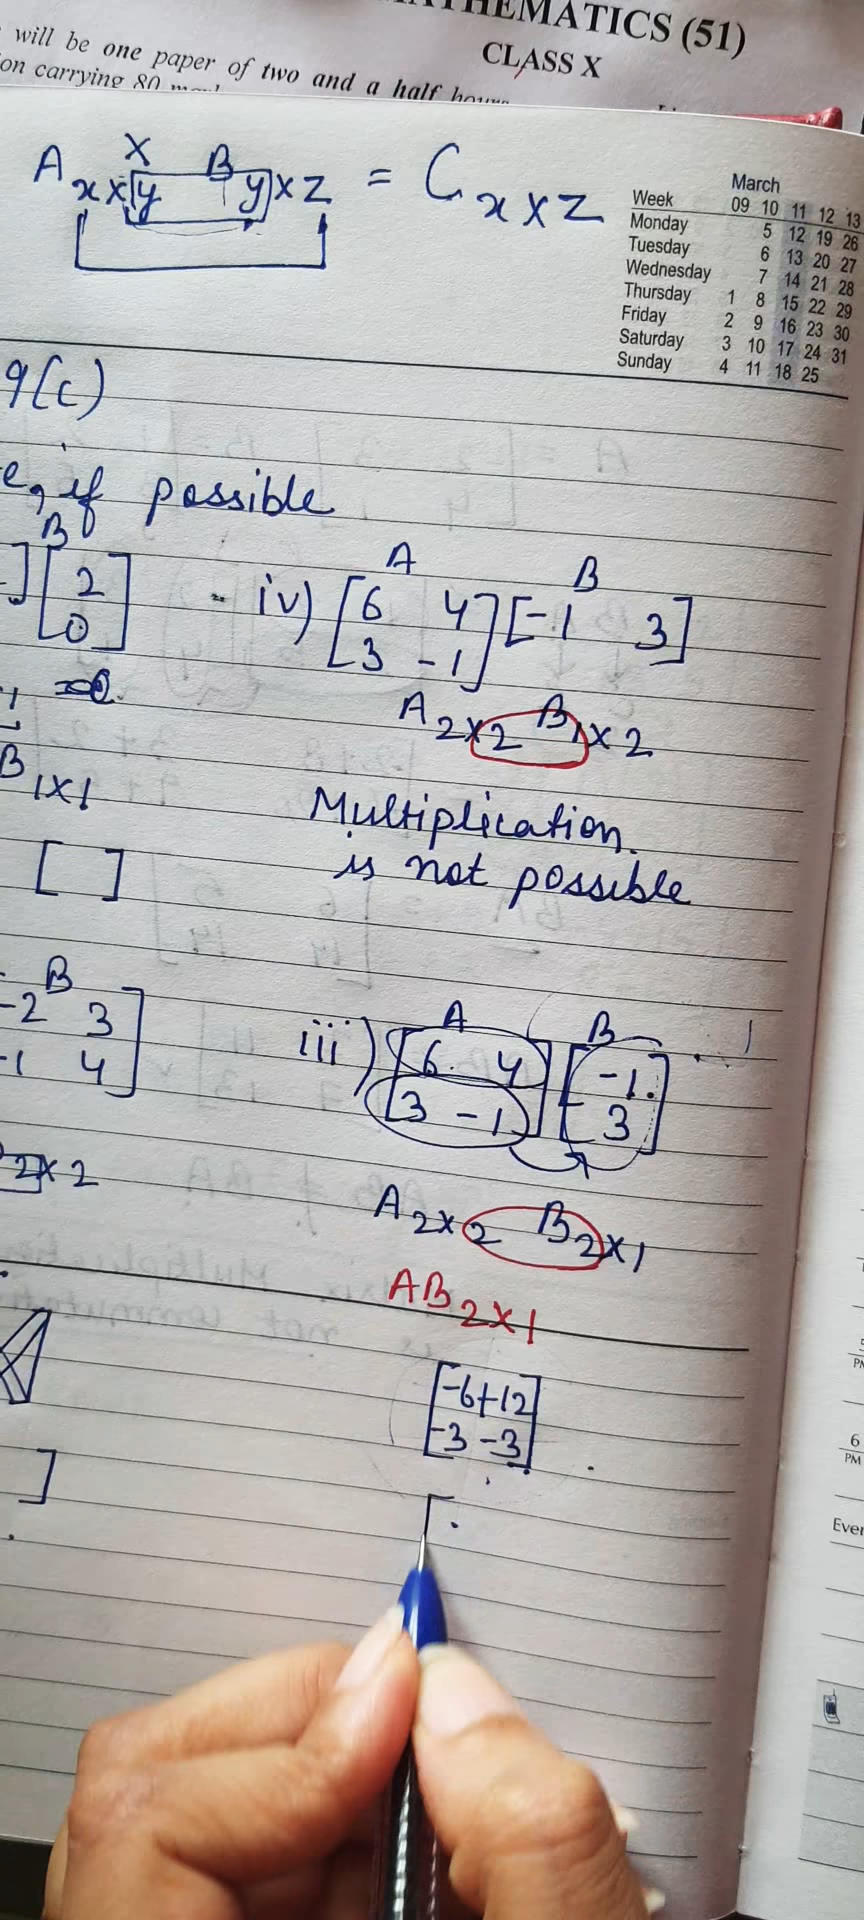 MATHEMATICS (51)
CLASS X
will be one paper of two and a half hours
on carrying 80
A x×y X B y×z = C x×z
March
Week 09 10 11 12 13
Monday 5 12 19 26
Tuesday 6 13 20 27
Wednesday 7 14 21 28
Thursday 1 8 15 22 29
Friday 2 9 16 23 30
Saturday 3 10 17 24 31
Sunday 4 11 18 25
9(c)
e, if possible
B
[2
0]
iv) A B
[6 4
3 -1] [-1 3]
A 2×2 B 1×2
B 1×1
Multiplication
is not possible
[ ]
B
-2 3
-1 4]
2×2
iii) A B
[6 4
3 -1] [-1
3]
A 2×2 B 2×1
AB 2×1
[-6+12
-3 -3]
]
6
PM